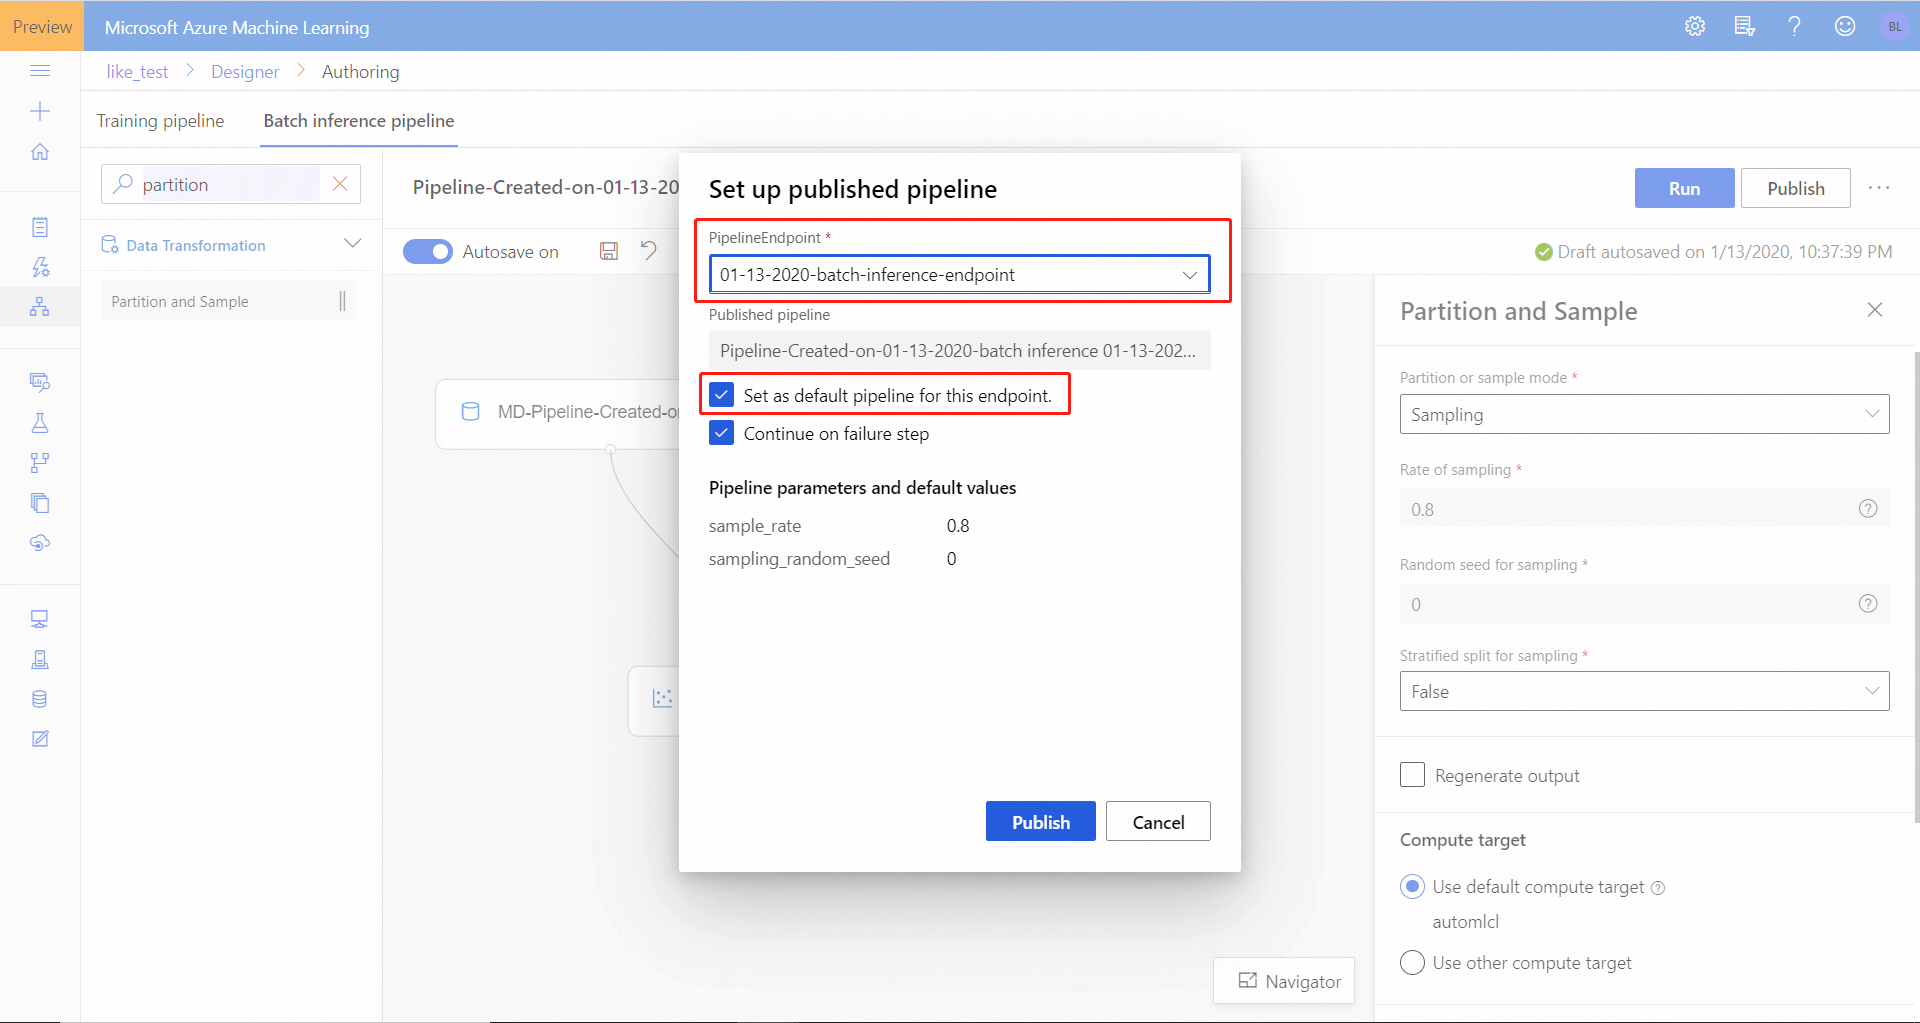 Preview
Microsoft Azure Machine Learning
BL
like_test > Designer > Authoring
Training pipeline
Batch inference pipeline
partition
Data Transformation
Partition and Sample
Pipeline-Created-on-01-13-20
Run
Publish
Autosave on
Draft autosaved on 1/13/2020, 10:37:39 PM
MD-Pipeline-Created-o
Set up published pipeline
PipelineEndpoint *
01-13-2020-batch-inference-endpoint
Published pipeline
Pipeline-Created-on-01-13-2020-batch inference 01-13-202...
Set as default pipeline for this endpoint.
Continue on failure step
Pipeline parameters and default values
sample_rate 0.8
sampling_random_seed 0
Publish
Cancel
Navigator
Partition and Sample
Partition or sample mode *
Sampling
Rate of sampling *
0.8
Random seed for sampling *
0
Stratified split for sampling *
False
Regenerate output
Compute target
Use default compute target
automlcl
Use other compute target